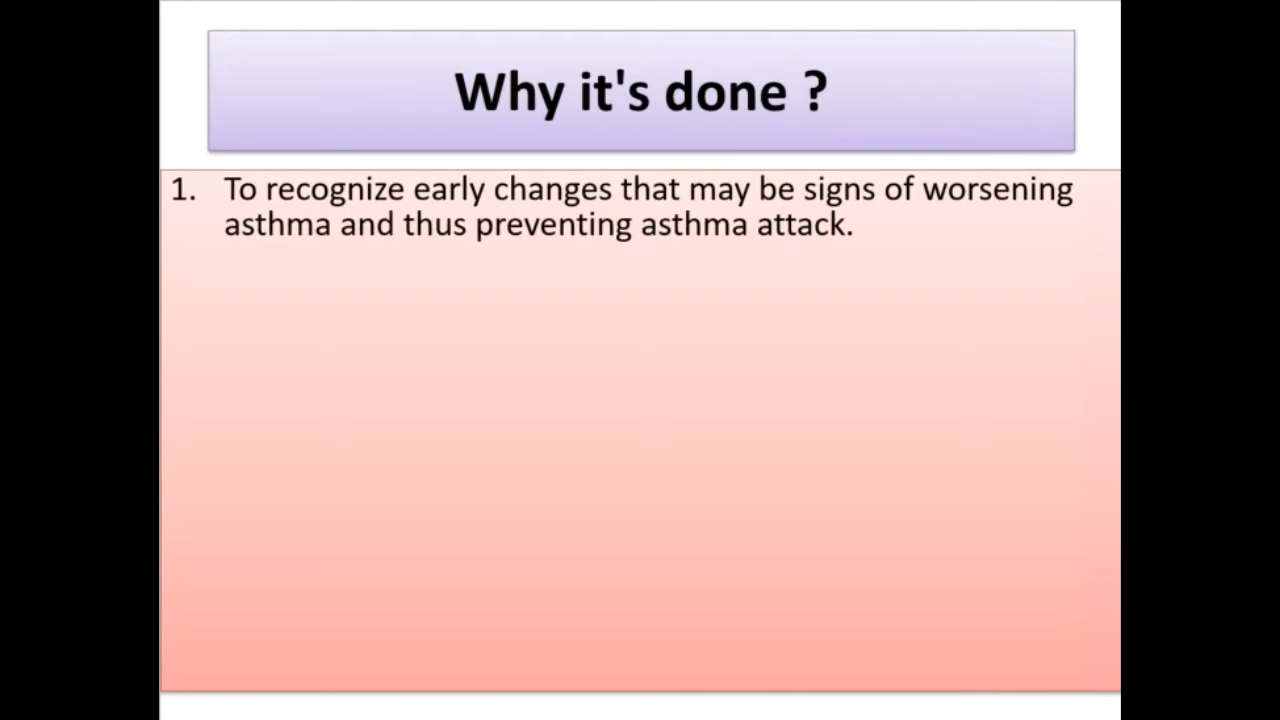 Why it's done ?
1. To recognize early changes that may be signs of worsening
asthma and thus preventing asthma attack.